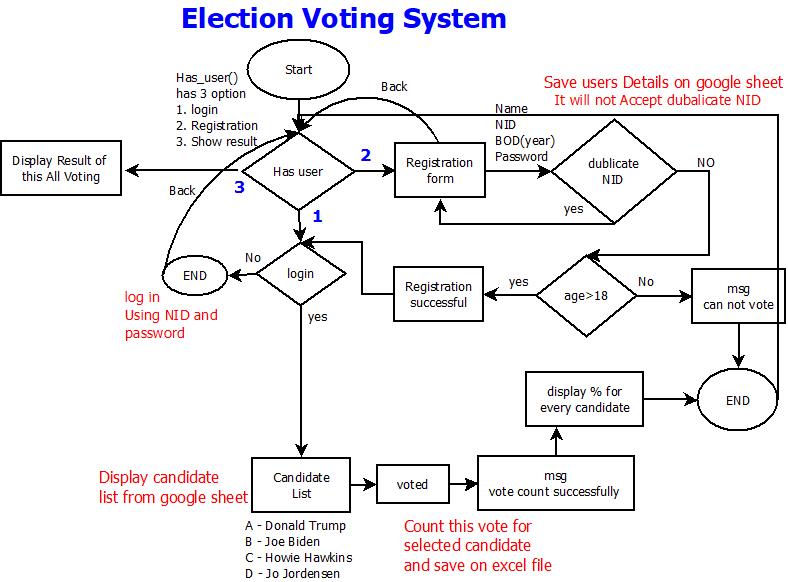 Election Voting System
Start
Has_user()
has 3 option
1. login
2. Registration
3. Show result
Back
Save users Details on google sheet
It will not Accept dubalicate NID
Name
NID
BOD(year)
Password
Display Result of
this All Voting
3
Has user
2
Registration
form
dublicate
NID
NO
yes
Back
1
END
No
login
yes
log in
Using NID and
password
Registration
successful
yes
age>18
No
msg
can not vote
END
display % for
every candidate
Display candidate
list from google sheet
Candidate
List
voted
msg
vote count successfully
A - Donald Trump
B - Joe Biden
C - Howie Hawkins
D - Jo Jordensen
Count this vote for
selected candidate
and save on excel file